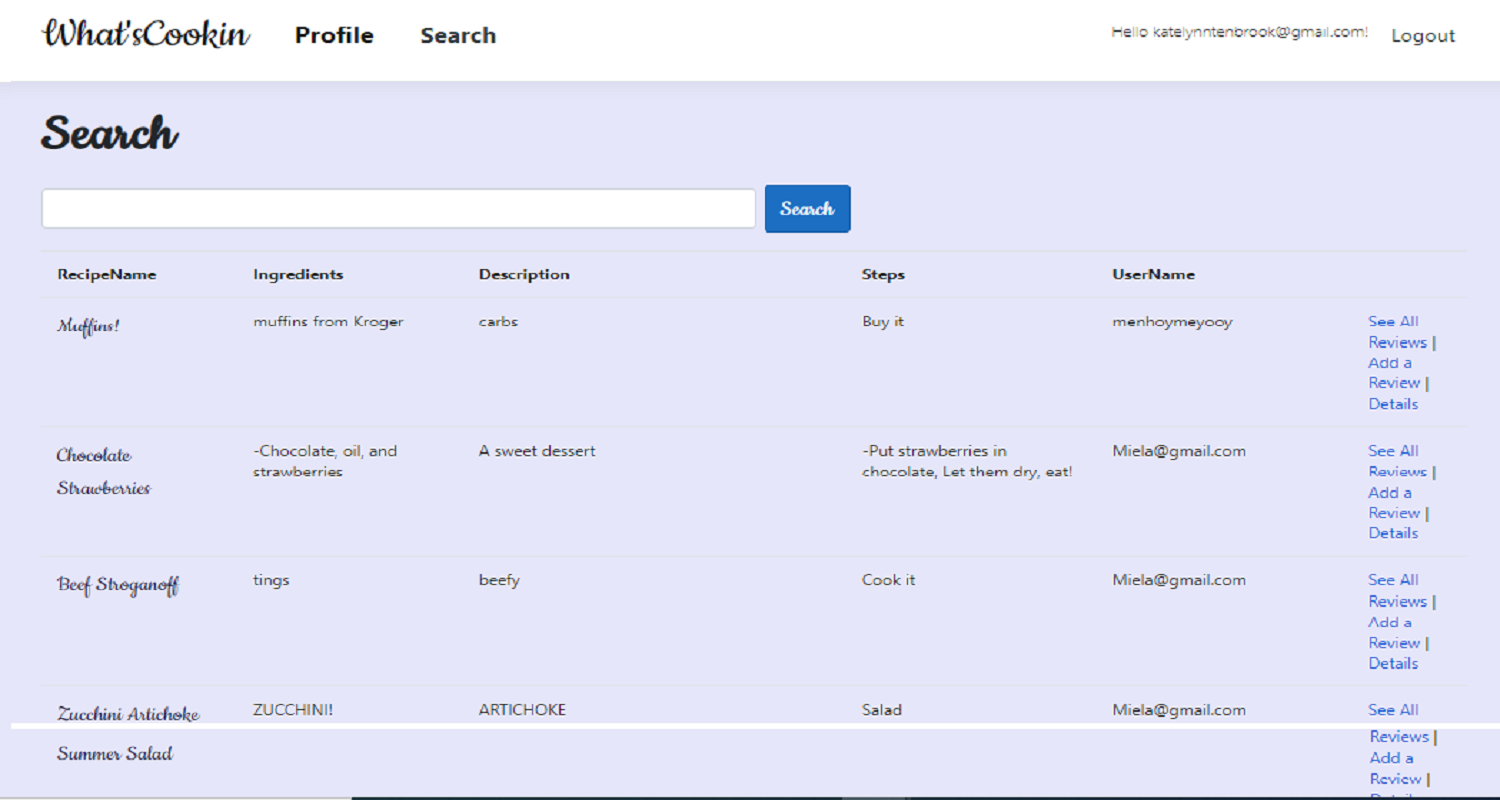 What'sCookin Profile Search Hello katelynntenbrook@gmail.com! Logout
Search
Search
RecipeName Ingredients Description Steps UserName
Muffins! muffins from Kroger carbs Buy it menhoymeyooy See All
Reviews |
Add a
Review |
Details
Chocolate -Chocolate, oil, and A sweet dessert -Put strawberries in Miela@gmail.com See All
Strawberries strawberries chocolate, Let them dry, eat! Reviews |
Add a
Review |
Details
Beef Stroganoff tings beefy Cook it Miela@gmail.com See All
Reviews |
Add a
Review |
Details
Zucchini Artichoke ZUCCHINI! ARTICHOKE Salad Miela@gmail.com See All
Summer Salad Reviews |
Add a
Review |